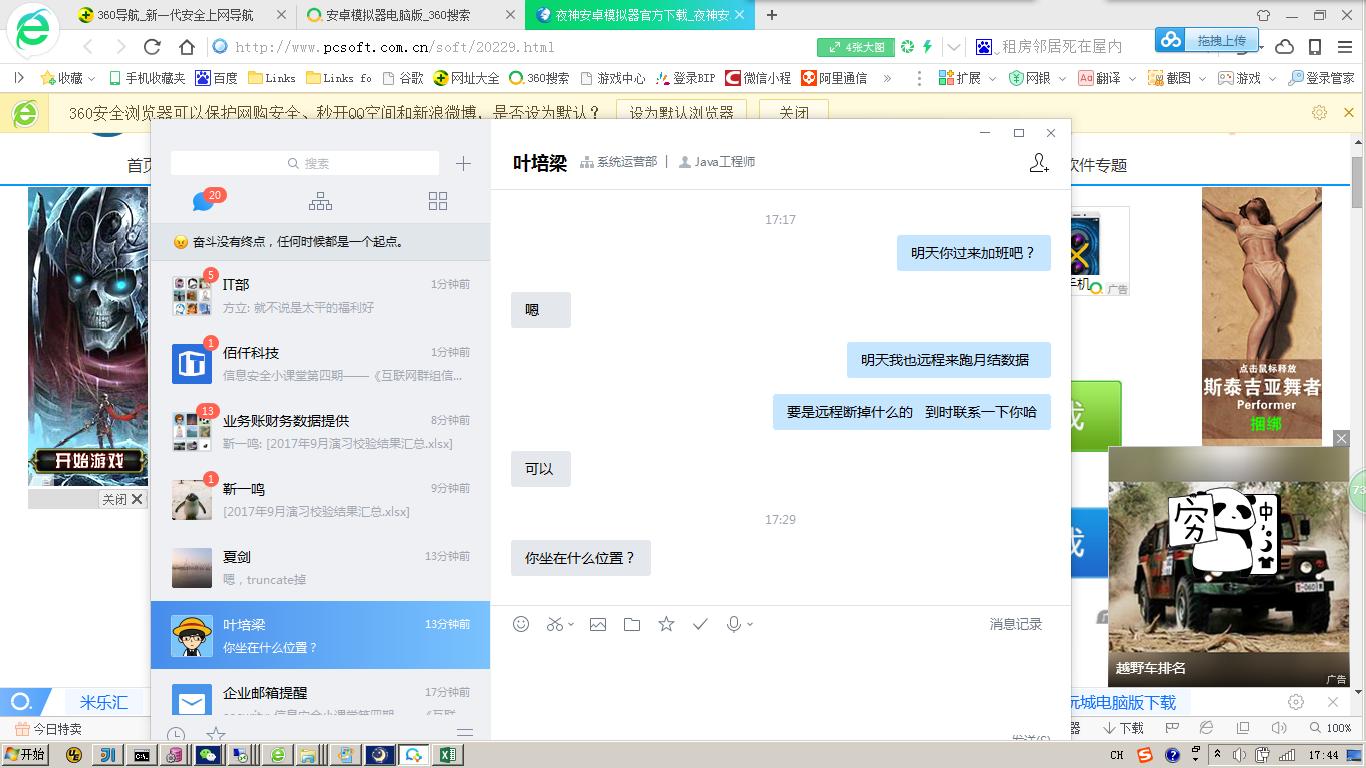 360导航_新一代安全上网导航
安卓模拟器电脑版_360搜索
夜神安卓模拟器官方下载_夜神安
http://www.pcsoft.com.cn/soft/20229.html
4张大图
租房邻居死在屋内
拖拽上传
收藏
手机收藏夹
百度
Links
Links fo
谷歌
网址大全
360搜索
游戏中心
登录BIP
微信小程
阿里通信
»
扩展
网银
翻译
截图
游戏
登录管家
360安全浏览器可以保护网购安全、秒开QQ空间和新浪微博，是否设为默认？
设为默认浏览器
关闭
首页
软件专题
开始游戏
关闭
搜索
20
奋斗没有终点，任何时候都是一个起点。
5
IT部
1分钟前
方立: 就不说是太平的福利好
1
佰仟科技
1分钟前
信息安全小课堂第四期——《互联网群组信...
13
业务账财务数据提供
8分钟前
靳一鸣: [2017年9月演习校验结果汇总.xlsx]
1
靳一鸣
9分钟前
[2017年9月演习校验结果汇总.xlsx]
夏剑
13分钟前
嗯，truncate掉
叶培梁
13分钟前
你坐在什么位置？
企业邮箱提醒
17分钟前
叶培梁
系统运营部
Java工程师
17:17
明天你过来加班吧？
嗯
明天我也远程来跑月结数据
要是远程断掉什么的 到时联系一下你哈
可以
17:29
你坐在什么位置？
消息记录
发送(S)
手机
广告
点击鼠标释放
斯泰吉亚舞者
Performer
捆绑
载
载
73
穷
中
T-060
越野车排名
广告
米乐汇
玩城电脑版下载
今日特卖
下载
100%
开始
CH
17:44